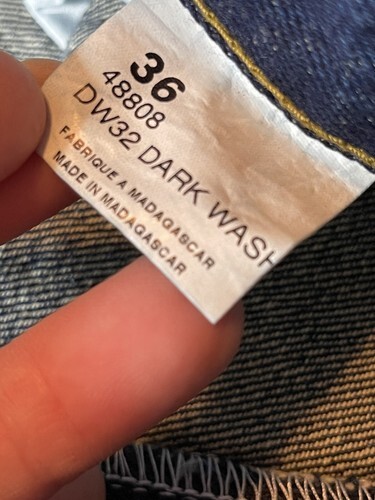 36
48808
DW32 DARK WASH
FABRIQUE A MADAGASCAR
MADE IN MADAGASCAR